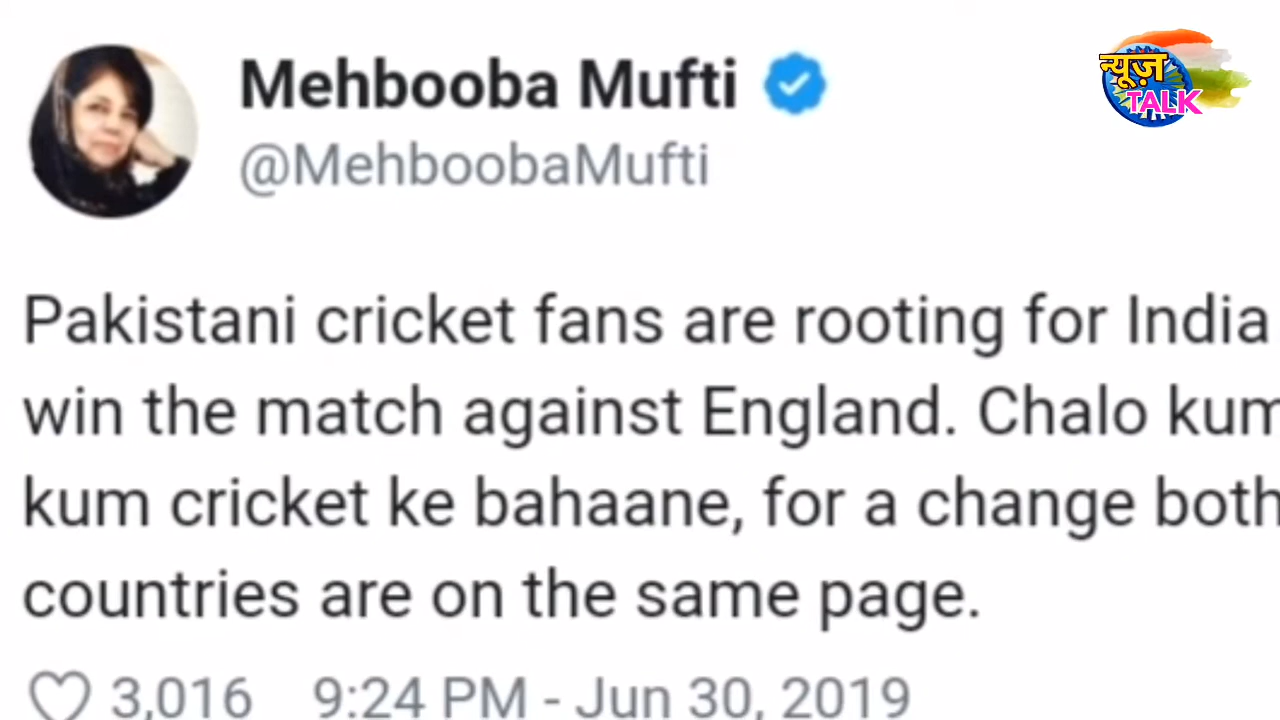 Mehbooba Mufti
न्यूज़
TALK
@MehboobaMufti
Pakistani cricket fans are rooting for India
win the match against England. Chalo kum
kum cricket ke bahaane, for a change both
countries are on the same page.
3,016 9:24 PM - Jun 30, 2019